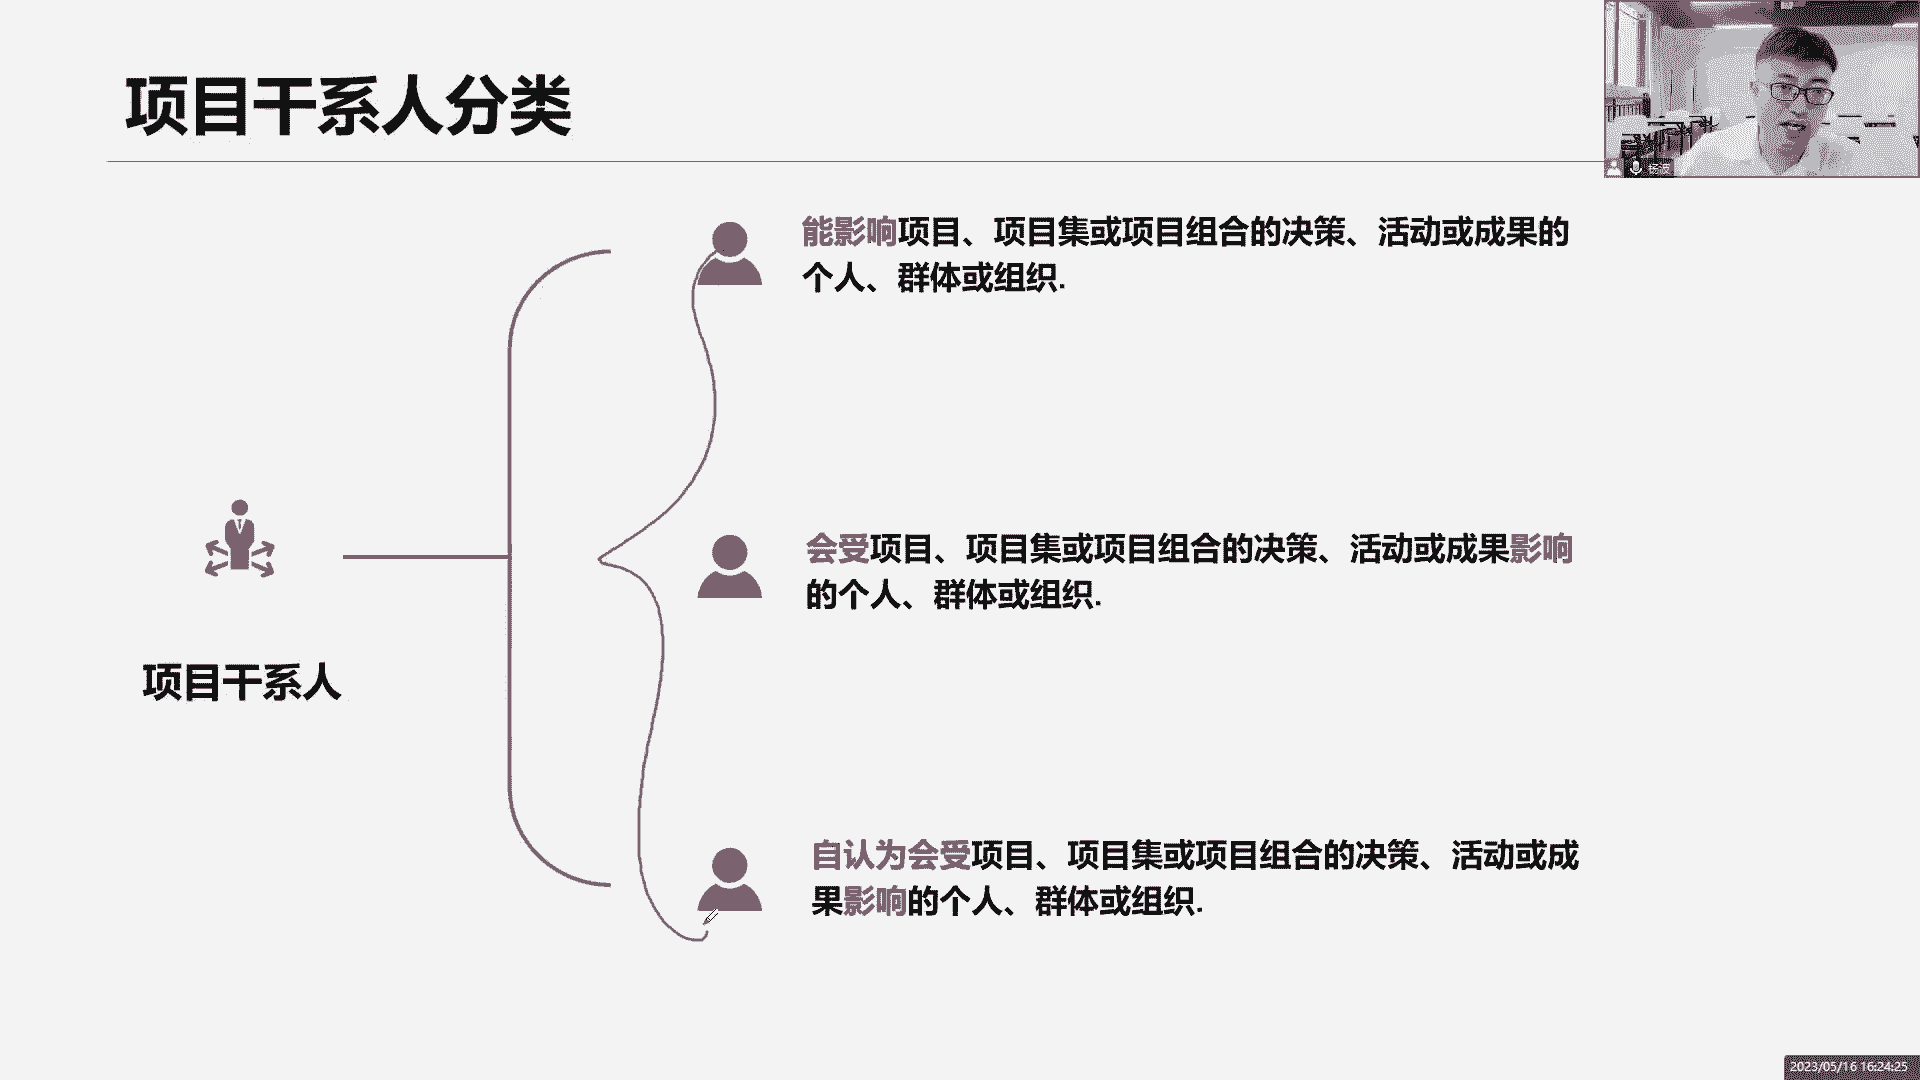 项目干系人分类
能影响项目、项目集或项目组合的决策、活动或成果的
个人、群体或组织.
会受项目、项目集或项目组合的决策、活动或成果影响
的个人、群体或组织.
项目干系人
自认为会受项目、项目集或项目组合的决策、活动或成
果影响的个人、群体或组织.
杨波
2023/05/16 16:24:25